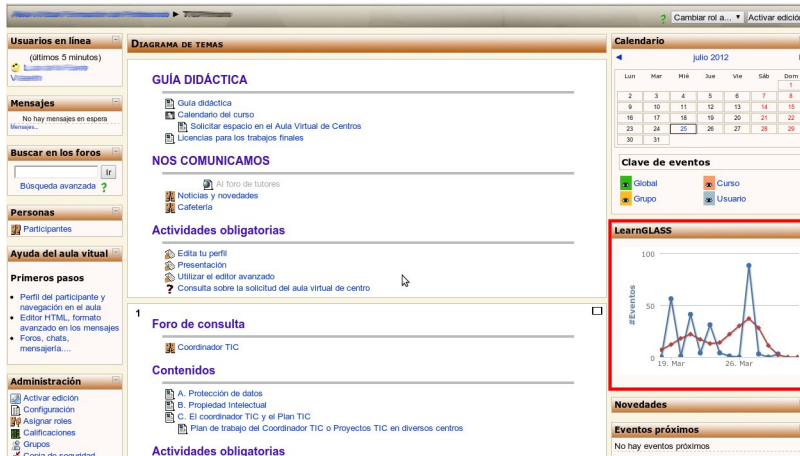 Cambiar rol a...
Activar edición
Usuarios en línea
(últimos 5 minutos)
Mensajes
No hay mensajes en espera
Mensajes...
Buscar en los foros
Ir
Búsqueda avanzada ?
Personas
Participantes
Ayuda del aula vitual
Primeros pasos
Perfil del participante y
navegación en el aula
Editor HTML, formato
avanzado en los mensajes
Foros, chats,
mensajería....
Administración
Activar edición
Configuración
Asignar roles
Calificaciones
Grupos
Copia de seguridad
DIAGRAMA DE TEMAS
GUÍA DIDÁCTICA
Guía didáctica
Calendario del curso
Solicitar espacio en el Aula Virtual de Centros
Licencias para los trabajos finales
NOS COMUNICAMOS
Al foro de tutores
Noticias y novedades
Cafetería
Actividades obligatorias
Edita tu perfil
Presentación
Utilizar el editor avanzado
? Consulta sobre la solicitud del aula virtual de centro
1
Foro de consulta
Coordinador TIC
Contenidos
A. Protección de datos
B. Propiedad Intelectual
C. El coordinador TIC y el Plan TIC
Plan de trabajo del Coordinador TIC o Proyectos TIC en diversos centros
Actividades obligatorias
Calendario
julio 2012
Lun Mar Mié Jue Vie Sáb Dom
1
2 3 4 5 6 7 8
9 10 11 12 13 14 15
16 17 18 19 20 21 22
23 24 25 26 27 28 29
30 31
Clave de eventos
Global Curso
Grupo Usuario
LearnGLASS
100
50
0
#Eventos
19. Mar 26. Mar
Novedades
Eventos próximos
No hay eventos próximos